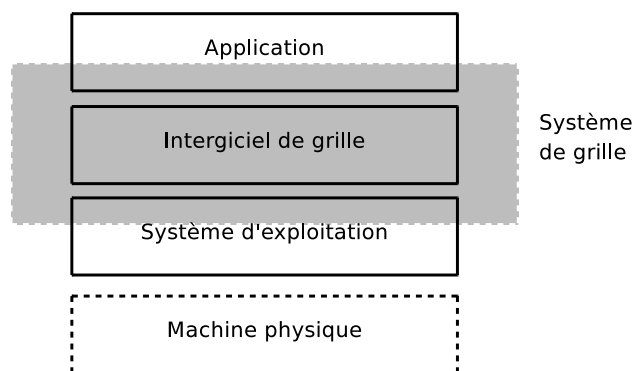 Application
Intergiciel de grille
Système
de grille
Système d'exploitation
Machine physique